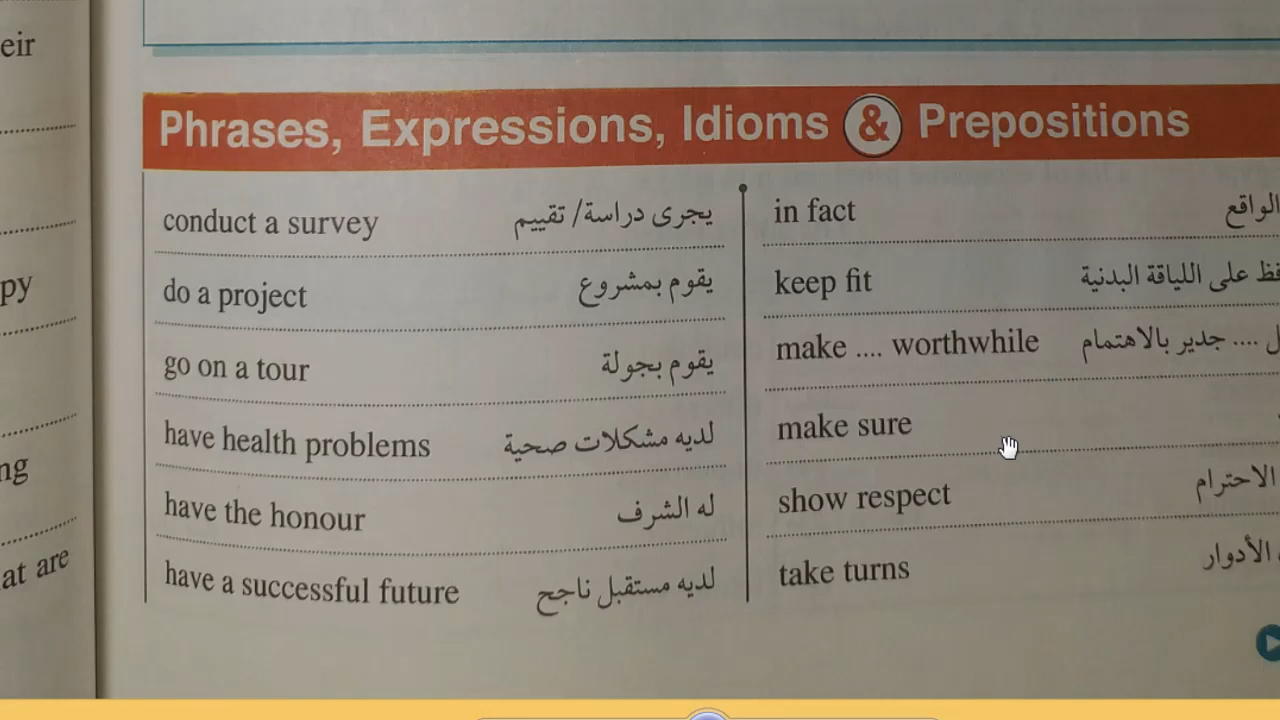 eir
py
ng
at are
Phrases, Expressions, Idioms & Prepositions
conduct a survey يجرى دراسة/ تقييم
do a project يقوم بمشروع
go on a tour يقوم بجولة
have health problems لديه مشكلات صحية
have the honour له الشرف
have a successful future لديه مستقبل ناجح
in fact الواقع
keep fit على اللياقة البدنية
make .... worthwhile .... جدير بالاهتمام
make sure
show respect الاحترام
take turns الأدوار